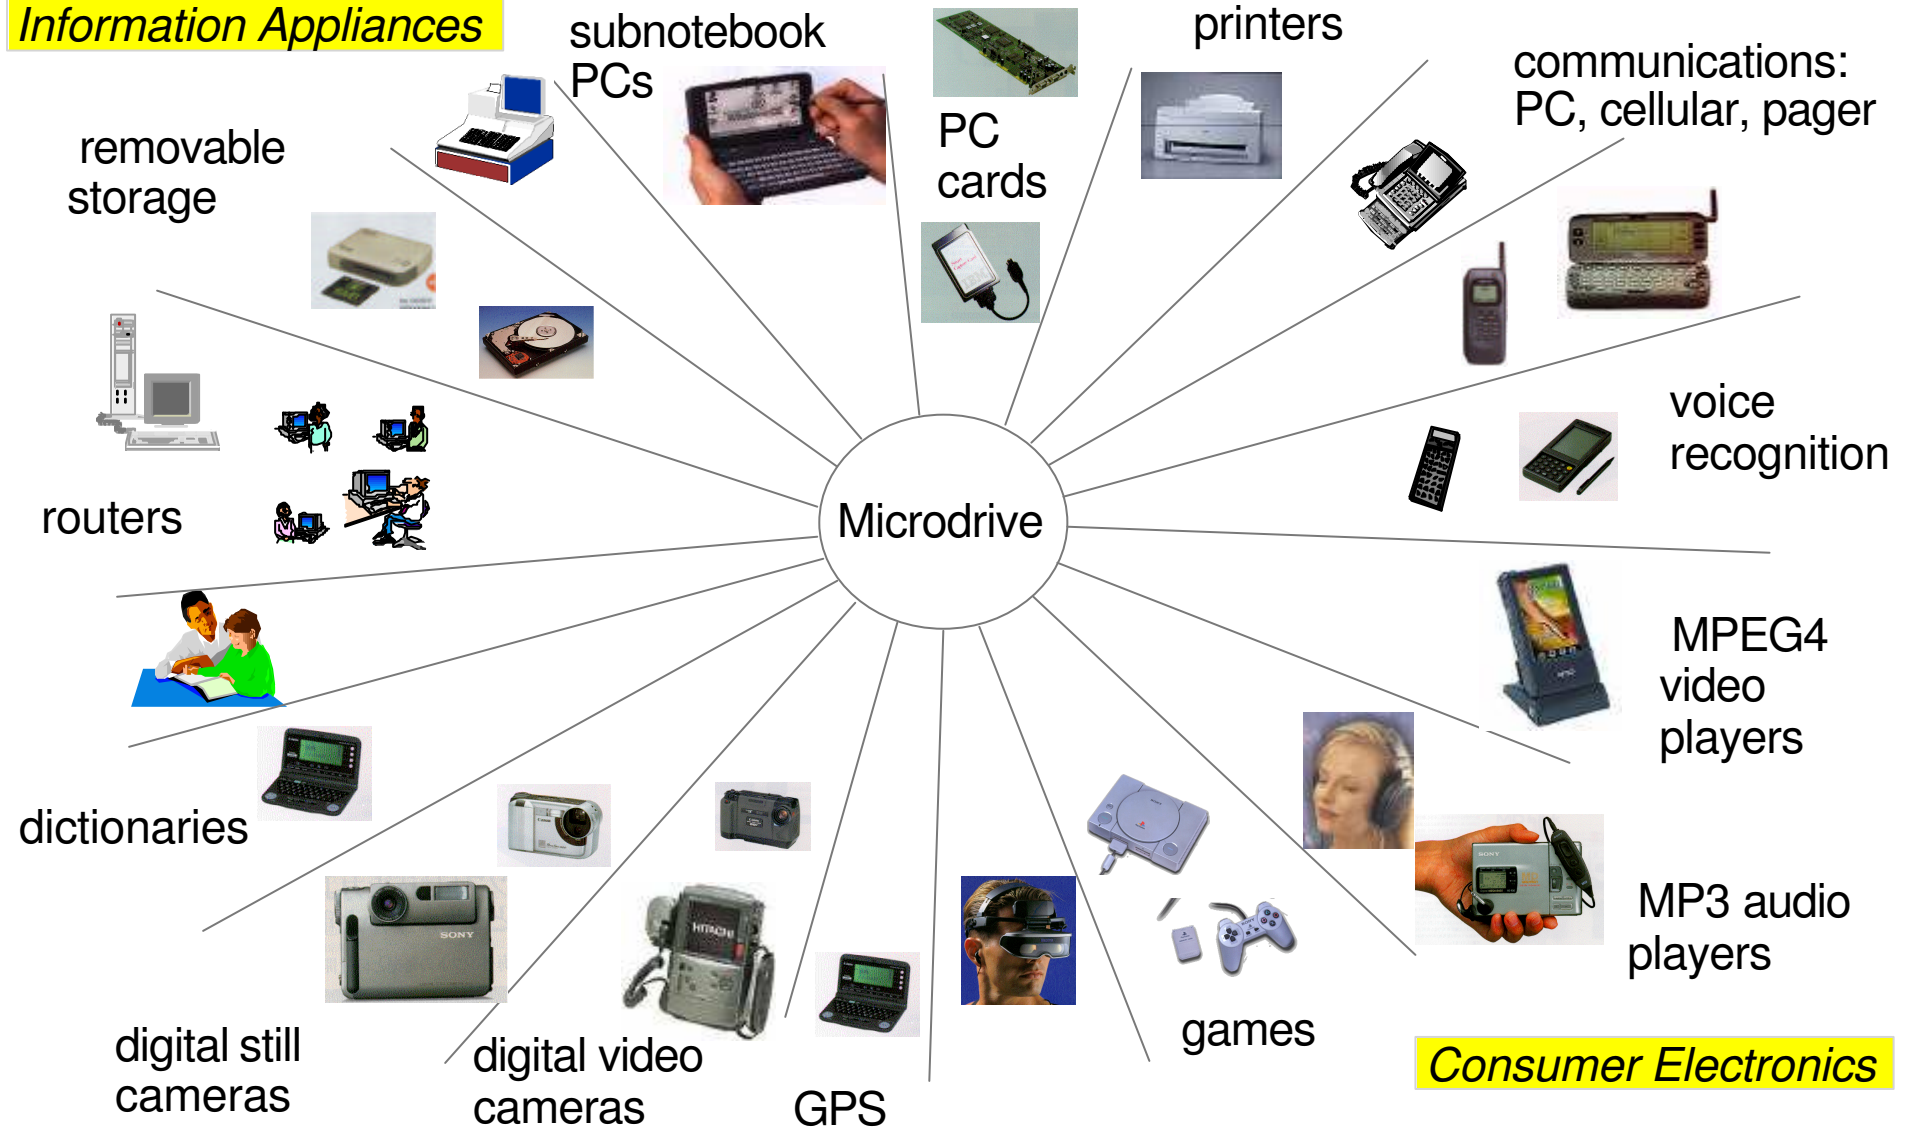 Information Appliances
subnotebook
PCs
printers
communications:
PC, cellular, pager
PC
cards
removable
storage
voice
recognition
routers
Microdrive
MPEG4
video
players
dictionaries
MP3 audio
players
SONY
HITACHI
SONY
games
digital still
cameras
digital video
cameras
GPS
Consumer Electronics